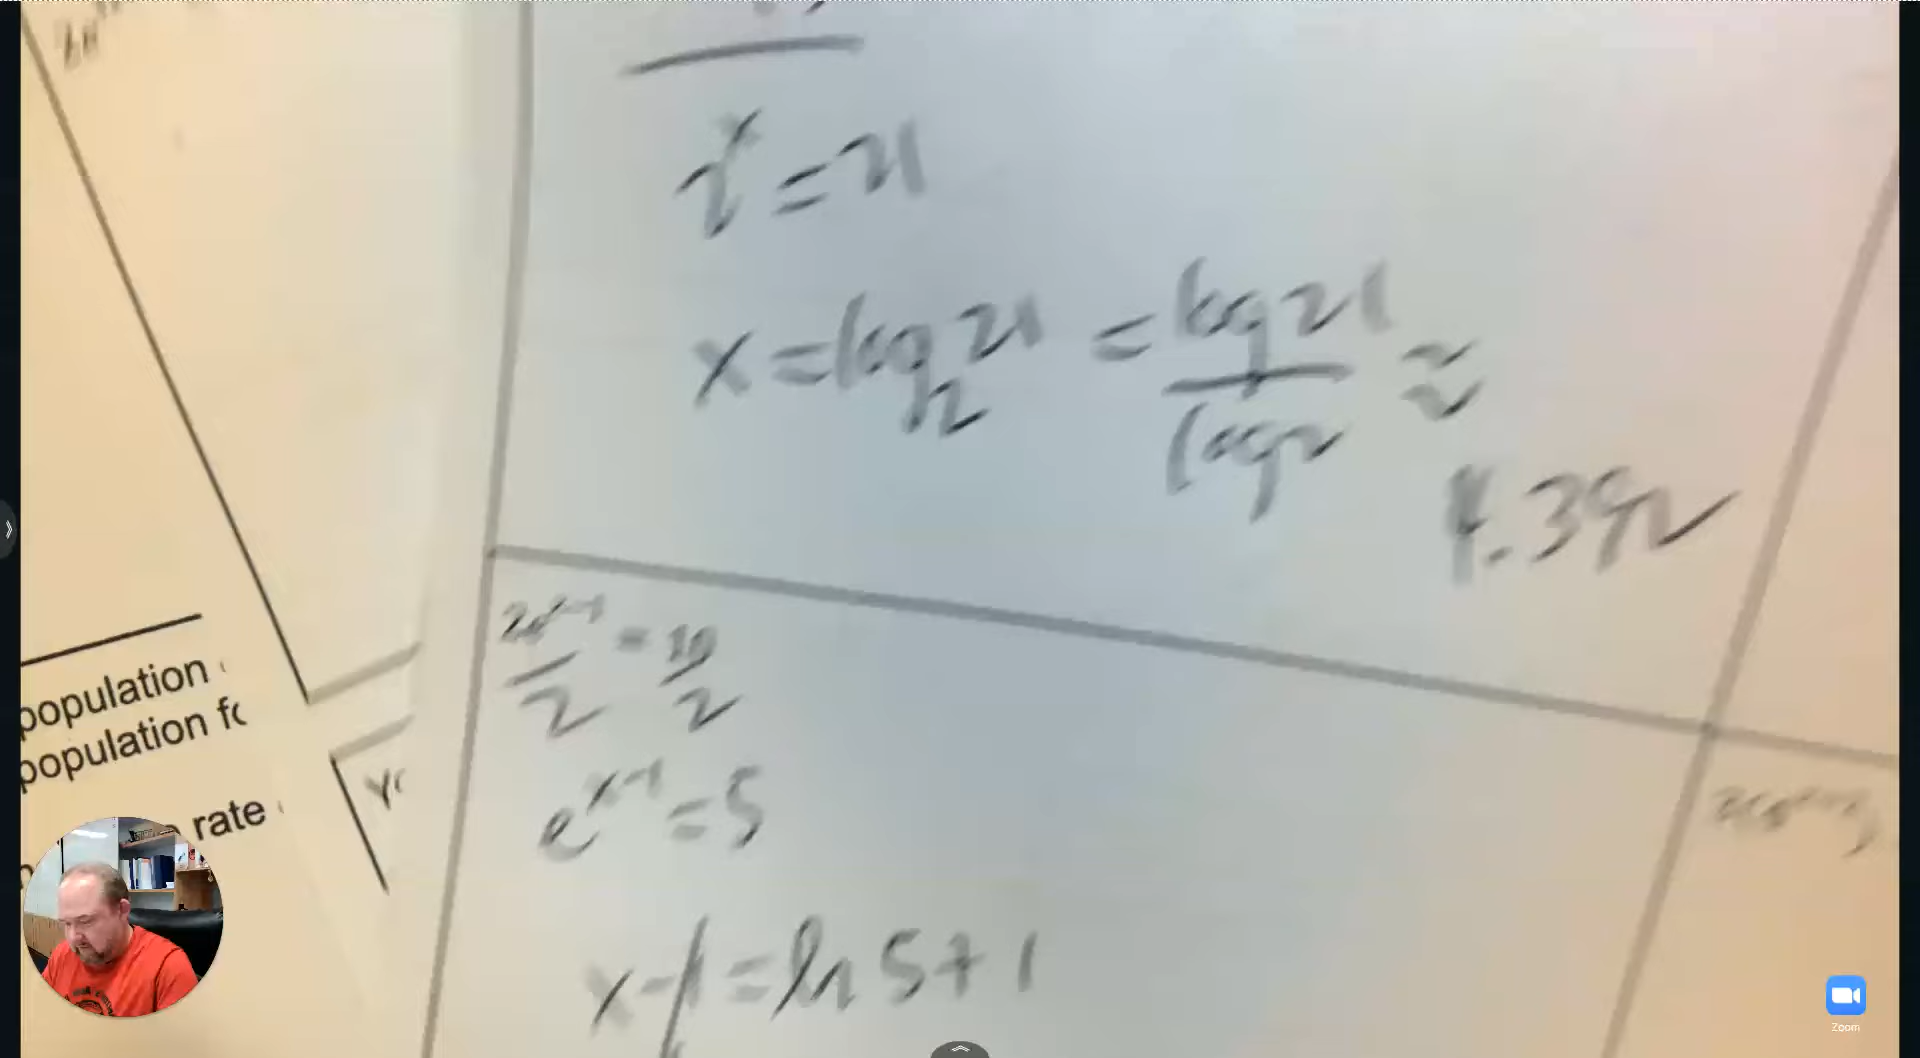 2^x = 21
x = log_2 21 = log 21 / log 2 ≈
4.392
2e^{x-1} / 2 = 10 / 2
e^{x-1} = 5
x-1 = ln 5 + 1
population
population fo
rate
Zoom